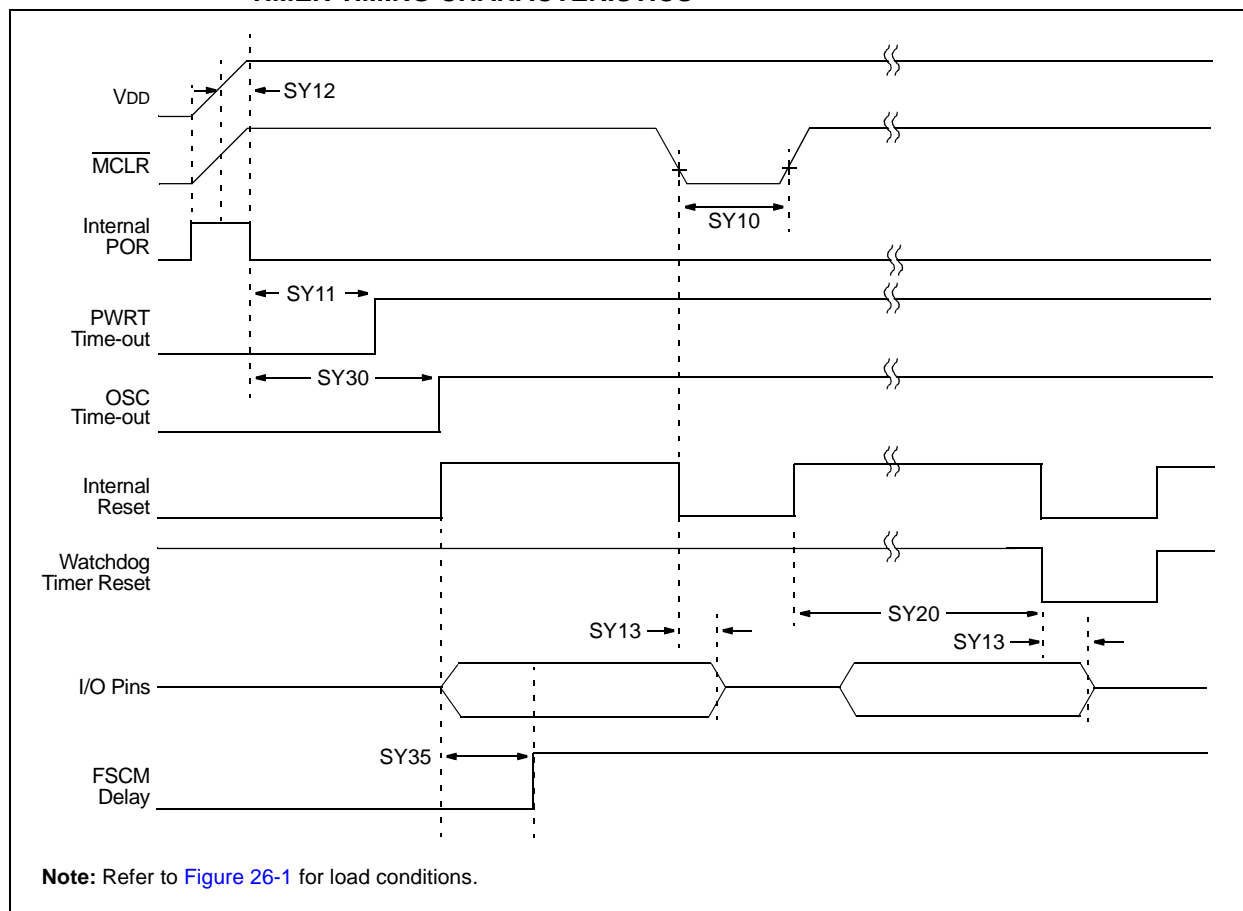 TIMER TIMING CHARACTERISTICS
VDD
SY12
MCLR
SY10
Internal
POR
SY11
PWRT
Time-out
SY30
OSC
Time-out
Internal
Reset
Watchdog
Timer Reset
SY20
SY13
SY13
I/O Pins
SY35
FSCM
Delay
Note: Refer to Figure 26-1 for load conditions.